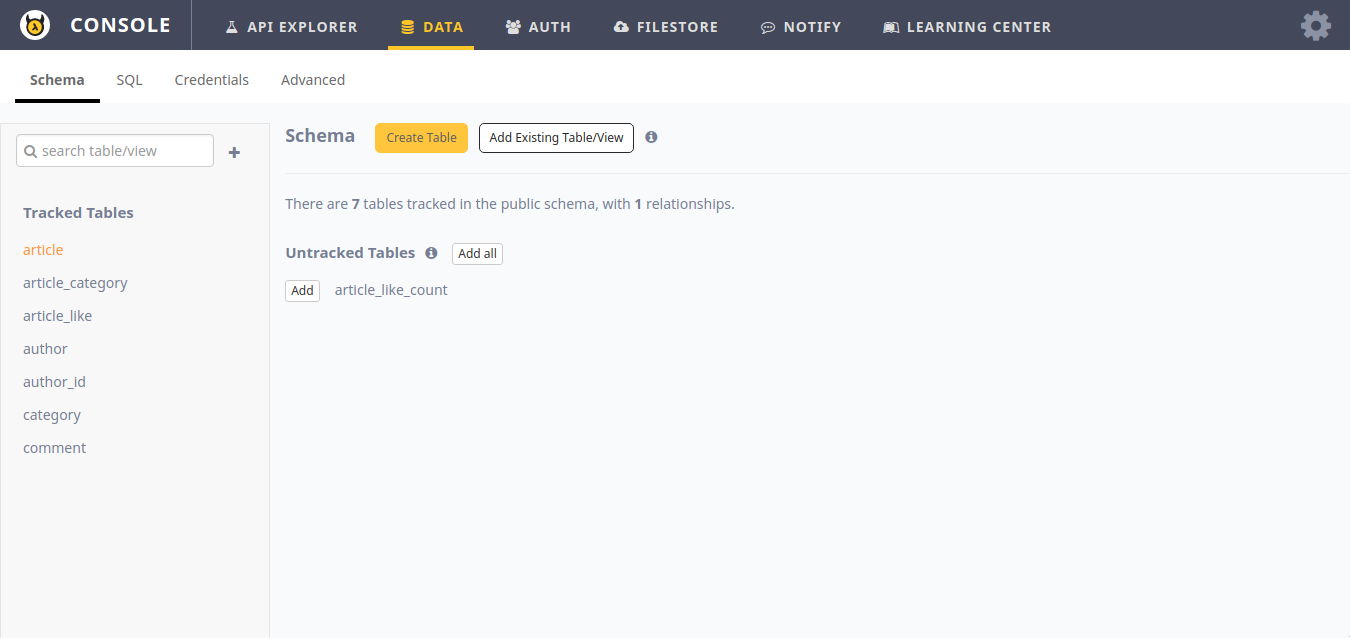 CONSOLE API EXPLORER DATA AUTH FILESTORE NOTIFY LEARNING CENTER
Schema SQL Credentials Advanced
search table/view
Tracked Tables
article
article_category
article_like
author
author_id
category
comment
Schema Create Table Add Existing Table/View
There are 7 tables tracked in the public schema, with 1 relationships.
Untracked Tables Add all
Add article_like_count